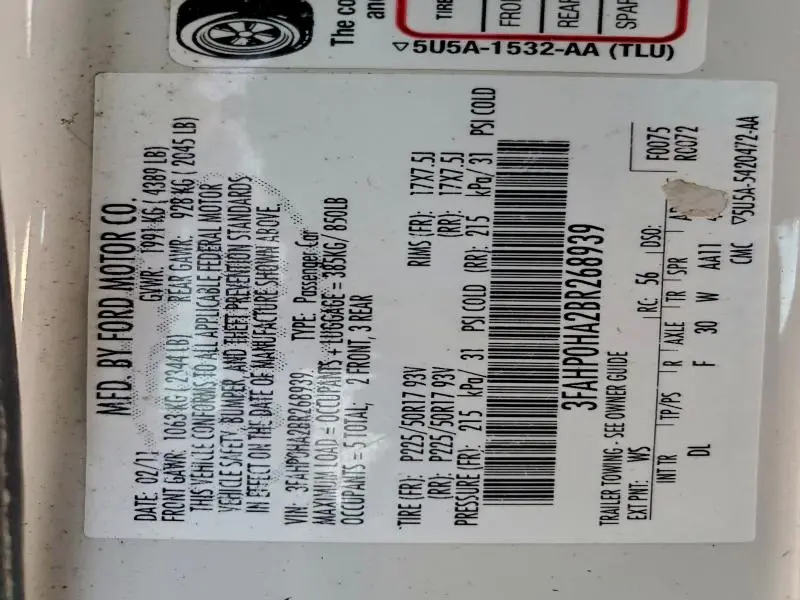 The co
and
TIRE
FRON
REAR
SPAR
▽5U5A-1532-AA (TLU)
MFD. BY FORD MOTOR CO.
DATE: 02/11 GVWR: 1991 KG ( 4389 LB)
FRONT GAWR: 1063 KG ( 2344 LB) REAR GAWR: 928 KG ( 2045 LB)
THIS VEHICLE CONFORMS TO ALL APPLICABLE FEDERAL MOTOR
VEHICLE SAFETY, BUMPER, AND THEFT PREVENTION STANDARDS
IN EFFECT ON THE DATE OF MANUFACTURE SHOWN ABOVE.
VIN: 3FAHP0HA2BR268939 TYPE: Passenger Car
MAXIMUM LOAD = OCCUPANTS + LUGGAGE = 385KG/ 850LB
OCCUPANTS = 5 TOTAL; 2 FRONT, 3 REAR
TIRE (FR): P225/50R17 93V RIMS (FR): 17X7.5J
(RR): P225/50R17 93V (RR): 17X7.5J
PRESSURE (FR): 215 kPa/ 31 PSI COLD (RR): 215 kPa/ 31 PSI COLD
3FAHP0HA2BR268939
TRAILER TOWING - SEE OWNER GUIDE F0075
EXT PNT: WS RC: 56 DSO: R0072
INT TR TP/PS R AXLE TR SPR
DL F 30 W AA11
CMC ▽5U5A-5420472-AA